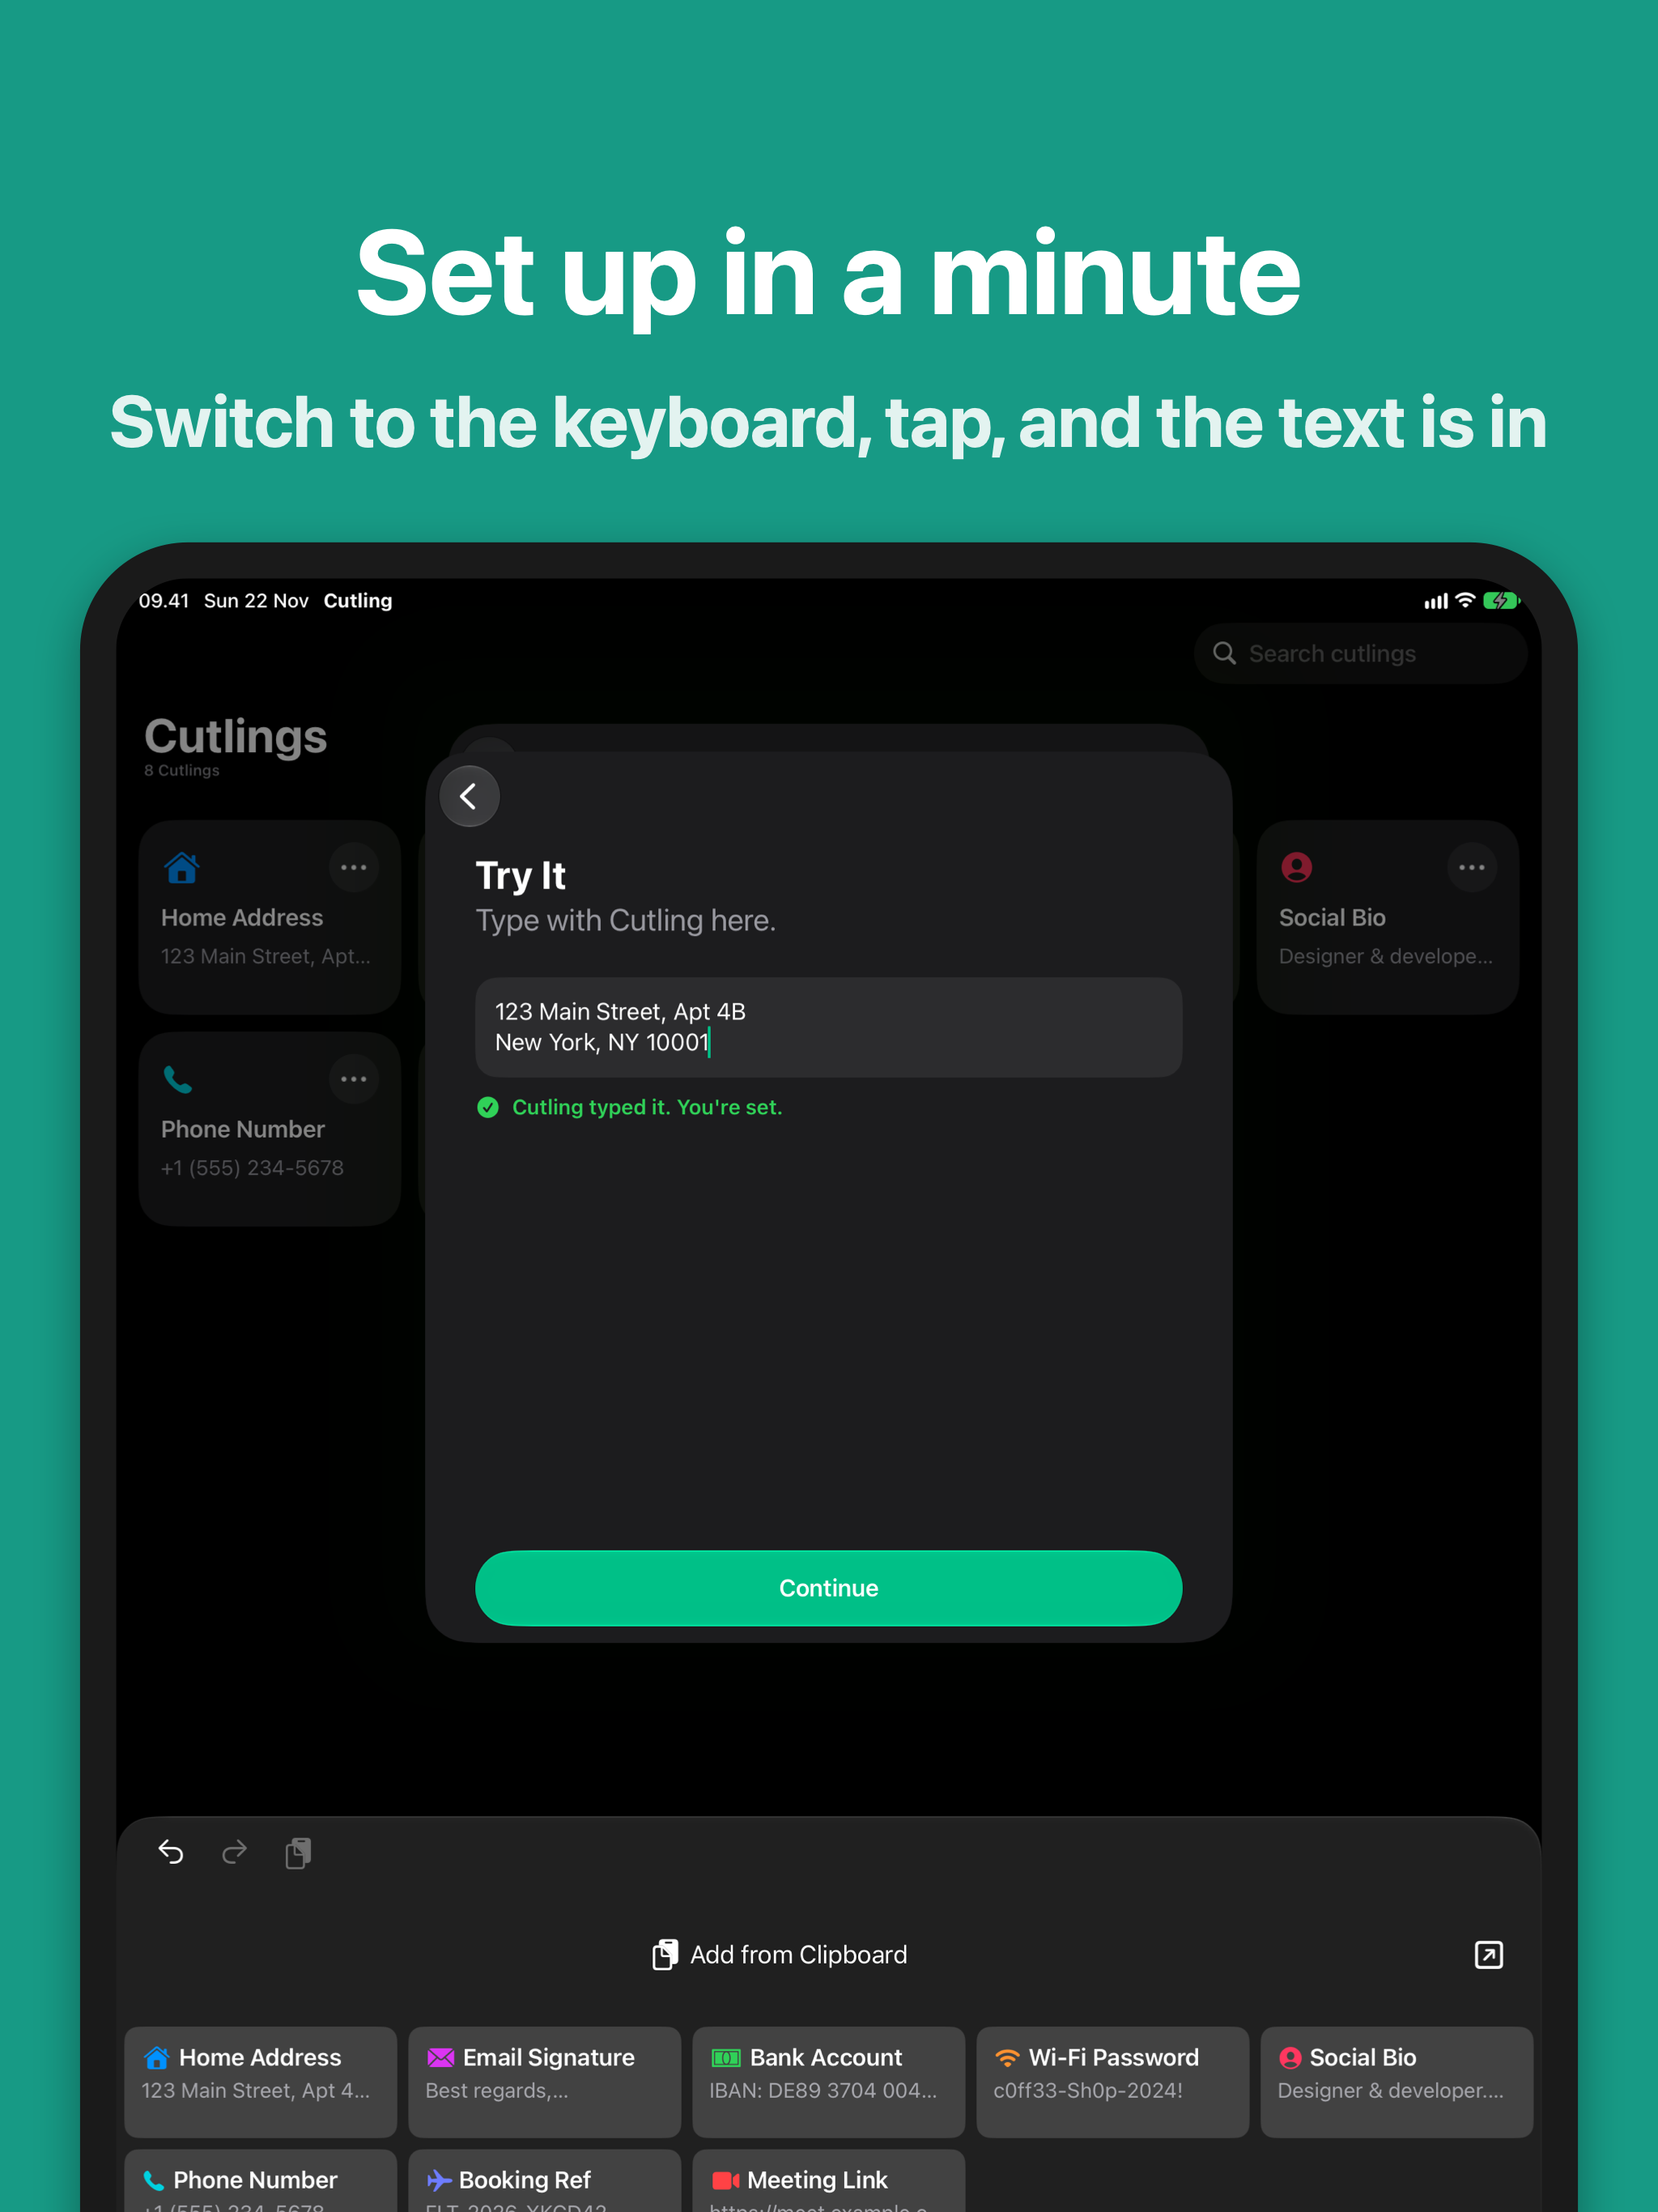 Set up in a minute
Switch to the keyboard, tap, and the text is in
09.41 Sun 22 Nov Cutling
Search cutlings
Cutlings
8 Cutlings
Home Address
123 Main Street, Apt...
Social Bio
Designer & develope...
Phone Number
+1 (555) 234-5678
Try It
Type with Cutling here.
123 Main Street, Apt 4B
New York, NY 10001
Cutling typed it. You're set.
Continue
Add from Clipboard
Home Address
123 Main Street, Apt 4...
Email Signature
Best regards,...
Bank Account
IBAN: DE89 3704 004...
Wi-Fi Password
c0ff33-Sh0p-2024!
Social Bio
Designer & developer....
Phone Number
+1 (555) 234-5678
Booking Ref
Meeting Link